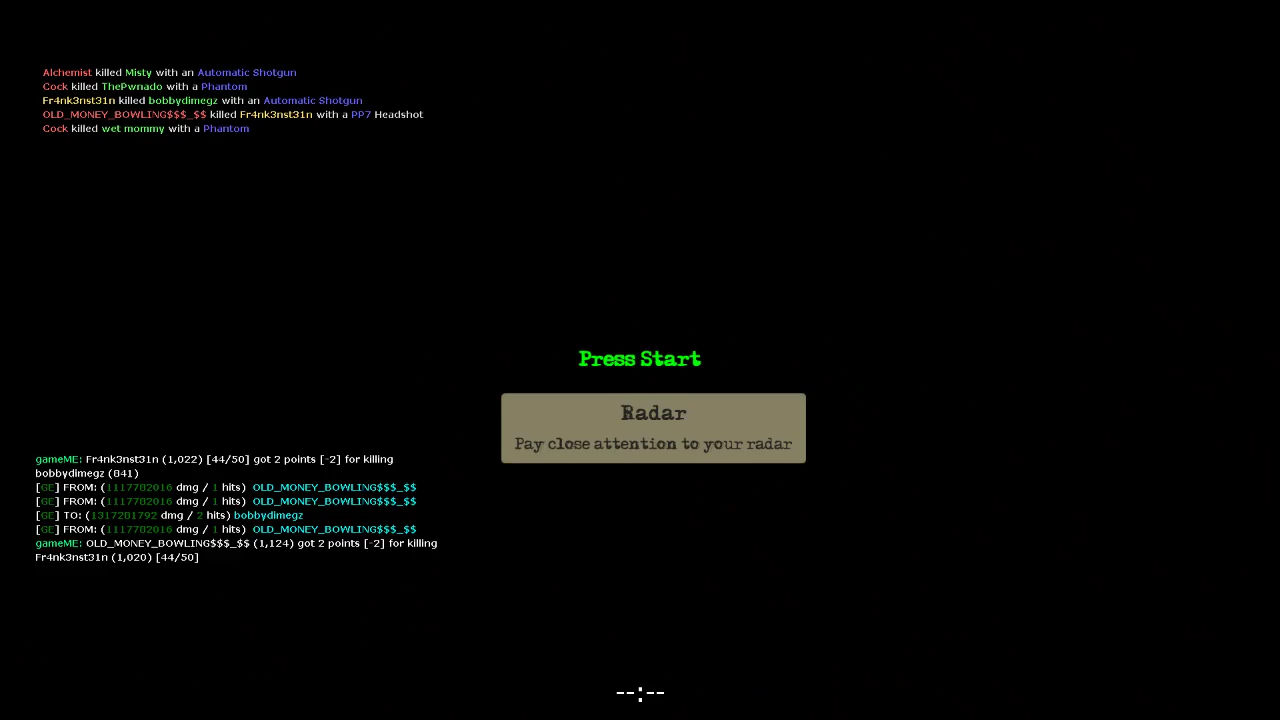 Alchemist killed Misty with an Automatic Shotgun
Cock killed ThePwnado with a Phantom
Fr4nk3nst31n killed bobbydimegz with an Automatic Shotgun
OLD_MONEY_BOWLING$$$_$$ killed Fr4nk3nst31n with a PP7 Headshot
Cock killed wet mommy with a Phantom
Press Start
Radar
Pay close attention to your radar
gameME: Fr4nk3nst31n (1,022) [44/50] got 2 points [-2] for killing
bobbydimegz (841)
[GE] FROM: (1117782016 dmg / 1 hits) OLD_MONEY_BOWLING$$$_$$
[GE] FROM: (1117782016 dmg / 1 hits) OLD_MONEY_BOWLING$$$_$$
[GE] TO: (1317201792 dmg / 2 hits) bobbydimegz
[GE] FROM: (1117782016 dmg / 1 hits) OLD_MONEY_BOWLING$$$_$$
gameME: OLD_MONEY_BOWLING$$$_$$ (1,124) got 2 points [-2] for killing
Fr4nk3nst31n (1,020) [44/50]
--:--